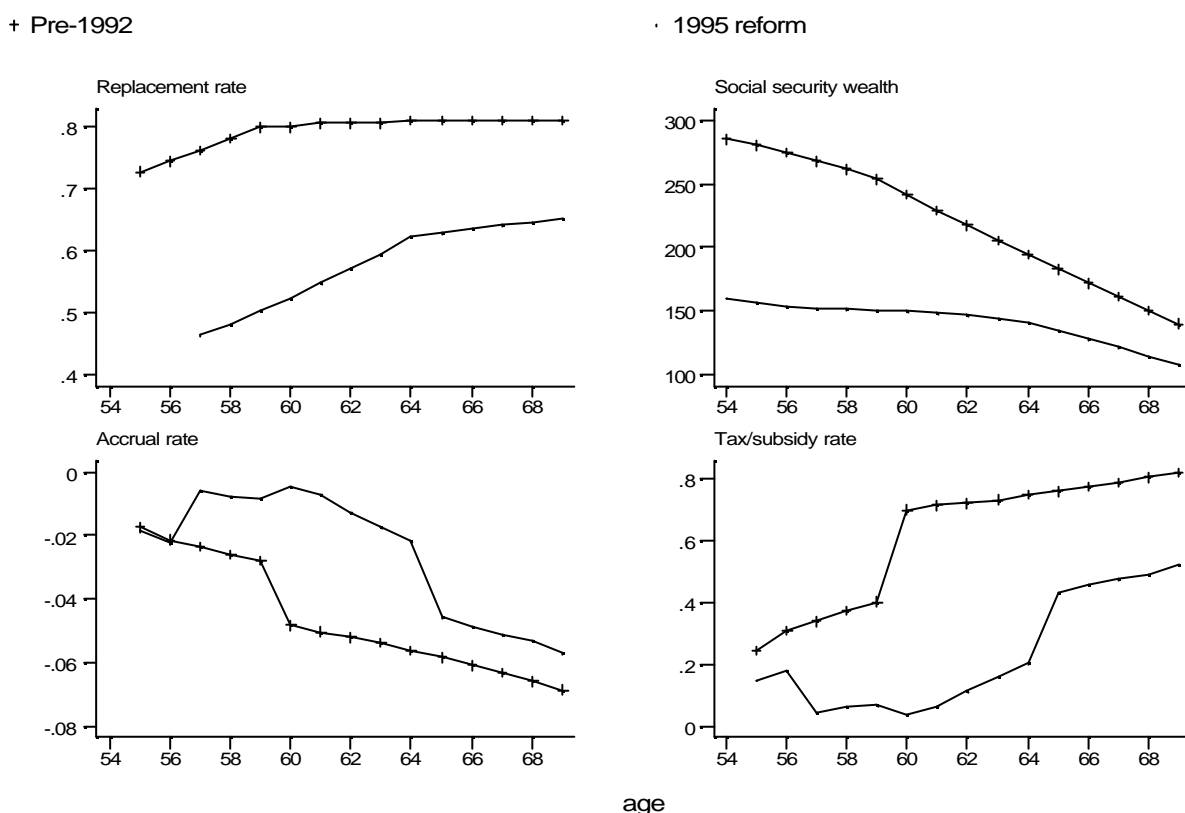 + Pre-1992
· 1995 reform
Replacement rate
.8
.7
.6
.5
.4
54 56 58 60 62 64 66 68
Social security wealth
300
250
200
150
100
54 56 58 60 62 64 66 68
Accrual rate
0
-.02
-.04
-.06
-.08
54 56 58 60 62 64 66 68
Tax/subsidy rate
.8
.6
.4
.2
0
54 56 58 60 62 64 66 68
age